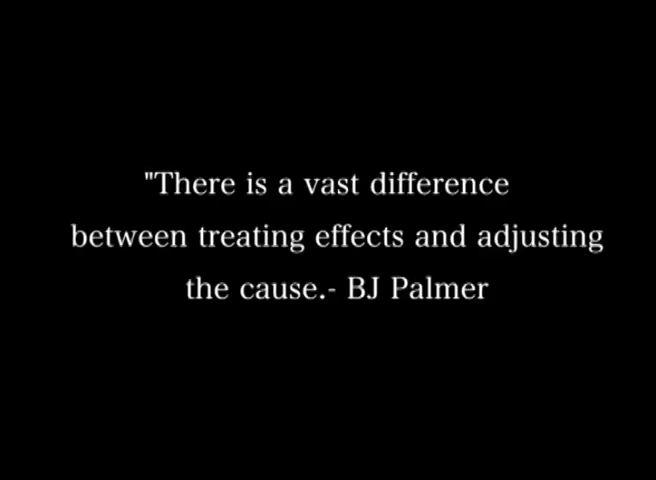 "There is a vast difference
between treating effects and adjusting
the cause.- BJ Palmer